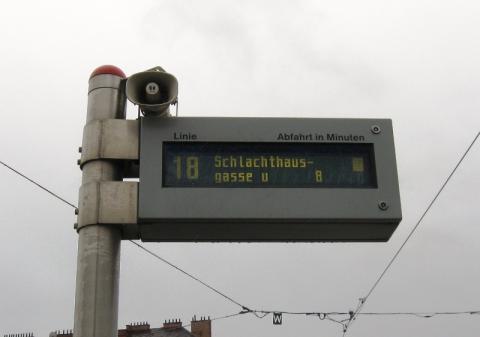 Linie Abfahrt in Minuten
18 Schlachthaus-
gasse U 8
W